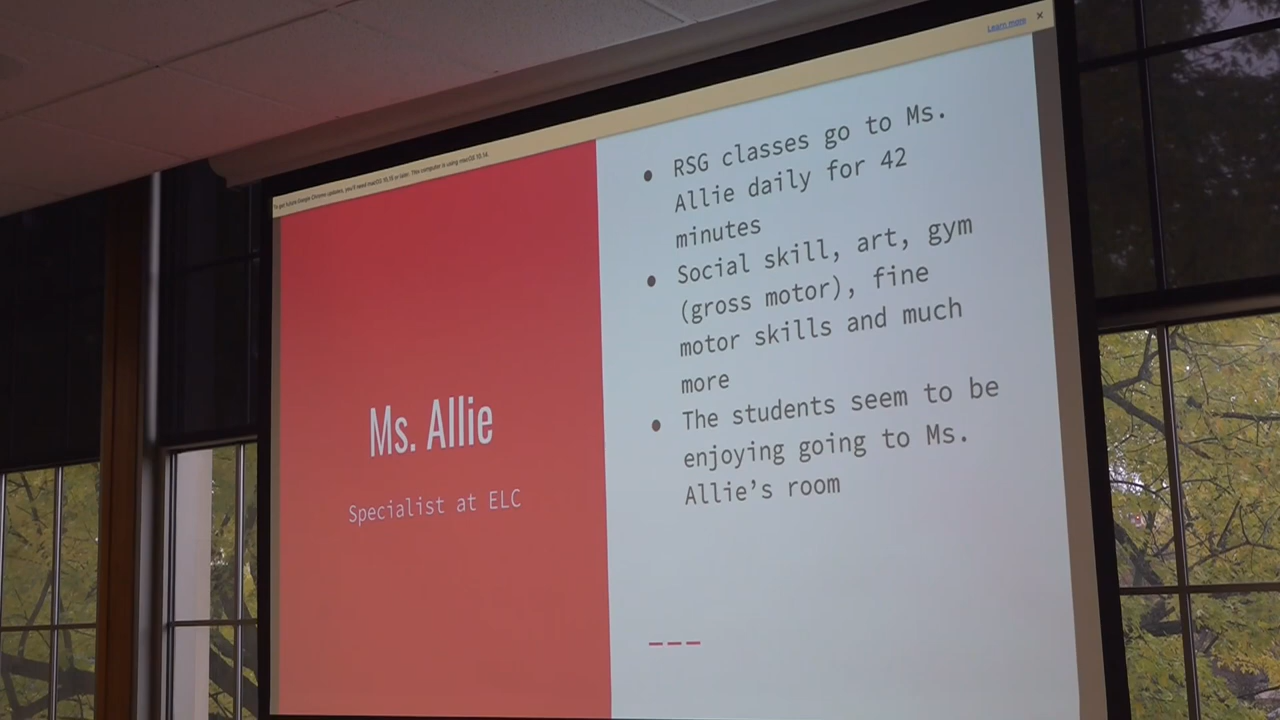 To get future Google Chrome updates, you'll need macOS 10.15 or later. This computer is using macOS 10.14.
Learn more
Ms. Allie
Specialist at ELC
RSG classes go to Ms.
Allie daily for 42
minutes
Social skill, art, gym
(gross motor), fine
motor skills and much
more
The students seem to be
enjoying going to Ms.
Allie's room